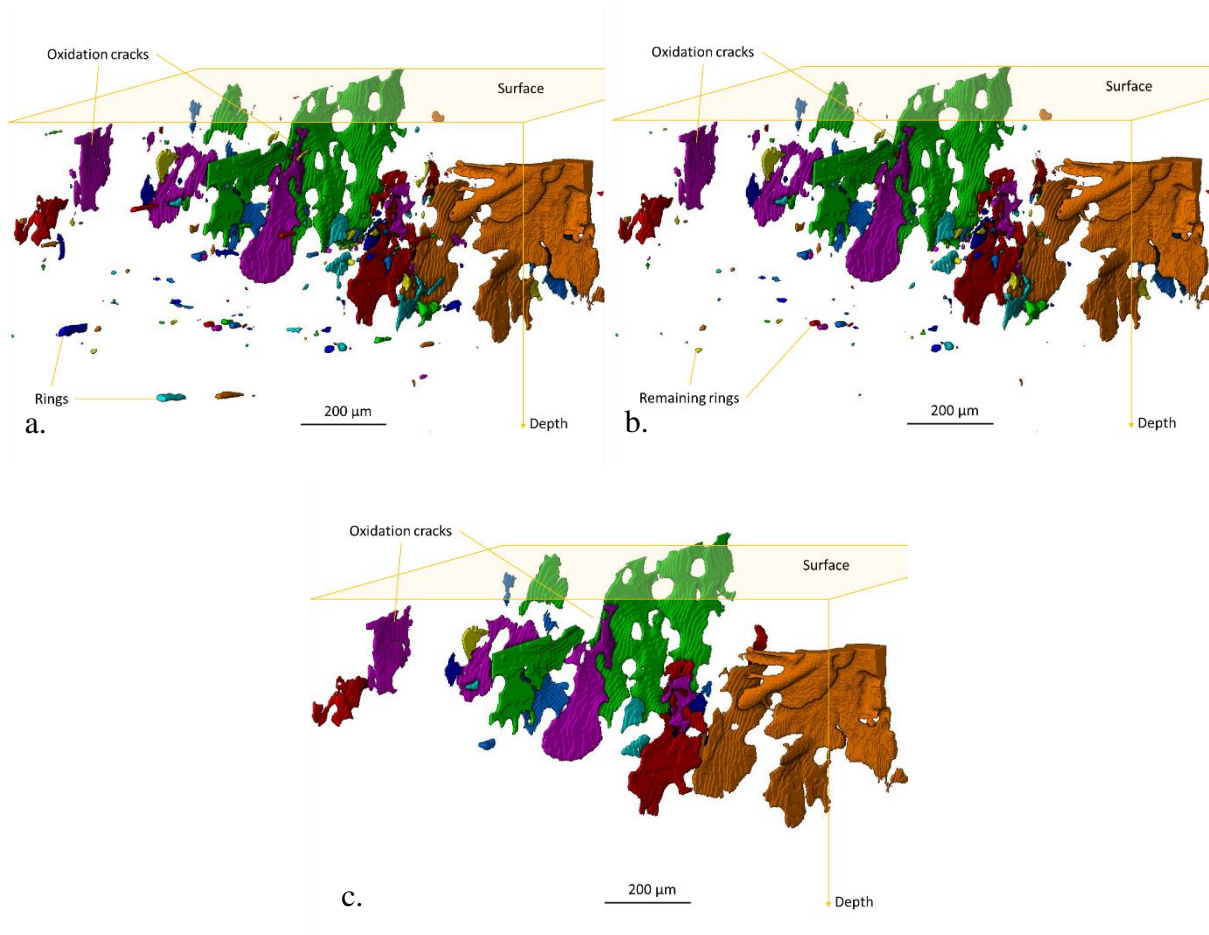 Oxidation cracks
Surface
Rings
200 µm
Depth
a.
Oxidation cracks
Surface
Remaining rings
200 µm
Depth
b.
Oxidation cracks
Surface
200 µm
Depth
c.